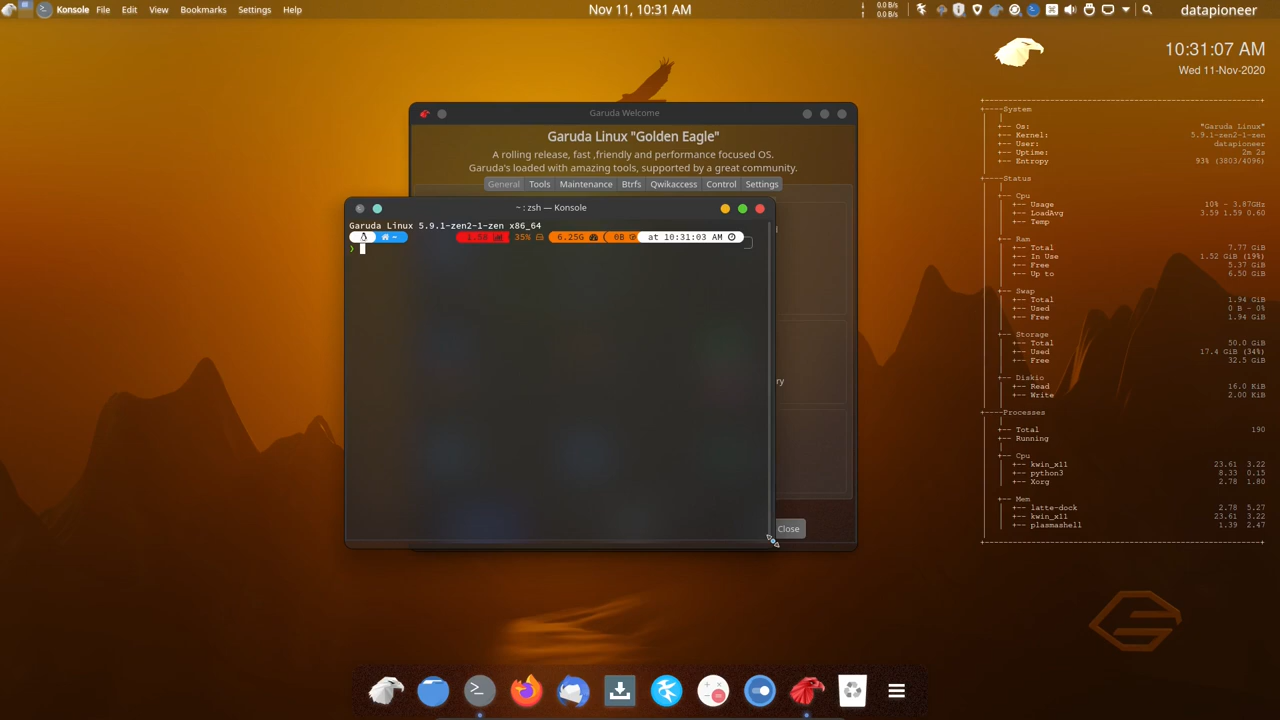 Konsole File Edit View Bookmarks Settings Help
Nov 11, 10:31 AM
0.0 B/s
0.0 B/s
datapioneer
10:31:07 AM
Wed 11-Nov-2020
Garuda Welcome
Garuda Linux "Golden Eagle"
A rolling release, fast ,friendly and performance focused OS.
Garuda's loaded with amazing tools, supported by a great community.
General Tools Maintenance Btrfs Qwikaccess Control Settings
~ : zsh — Konsole
Garuda Linux 5.9.1-zen2-1-zen x86_64
~ 1.58 35% 6.25G 0B at 10:31:03 AM
ry
Close
System
Os: "Garuda Linux"
Kernel: 5.9.1-zen2-1-zen
User: datapioneer
Uptime: 2m 2s
Entropy 93% (3803/4096)
Status
Cpu
Usage 10% - 3.87GHz
LoadAvg 3.59 1.59 0.60
Temp
Ram
Total 7.77 GiB
In Use 1.52 GiB (19%)
Free 5.37 GiB
Up to 6.50 GiB
Swap
Total 1.94 GiB
Used 0 B - 0%
Free 1.94 GiB
Storage
Total 50.0 GiB
Used 17.4 GiB (34%)
Free 32.5 GiB
Diskio
Read 16.0 KiB
Write 2.00 KiB
Processes
Total 190
Running
Cpu
kwin_x11 23.61 3.22
python3 8.33 0.15
Xorg 2.78 1.80
Mem
latte-dock 2.78 5.27
kwin_x11 23.61 3.22
plasmashell 1.39 2.47